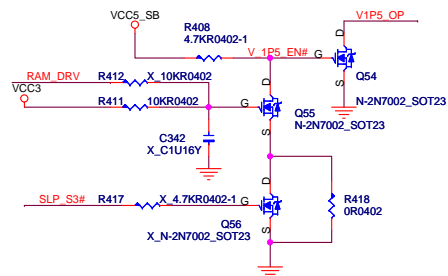 VCC5_SB
R408
4.7KR0402-1
V_1P5_EN#
V1P5_OP
D
G
S
Q54
N-2N7002_SOT23
RAM_DRV
R412
X_10KR0402
VCC3
R411
10KR0402
D
G
S
Q55
N-2N7002_SOT23
C342
X_C1U16Y
SLP_S3#
R417
X_4.7KR0402-1
D
G
S
Q56
X_N-2N7002_SOT23
R418
0R0402